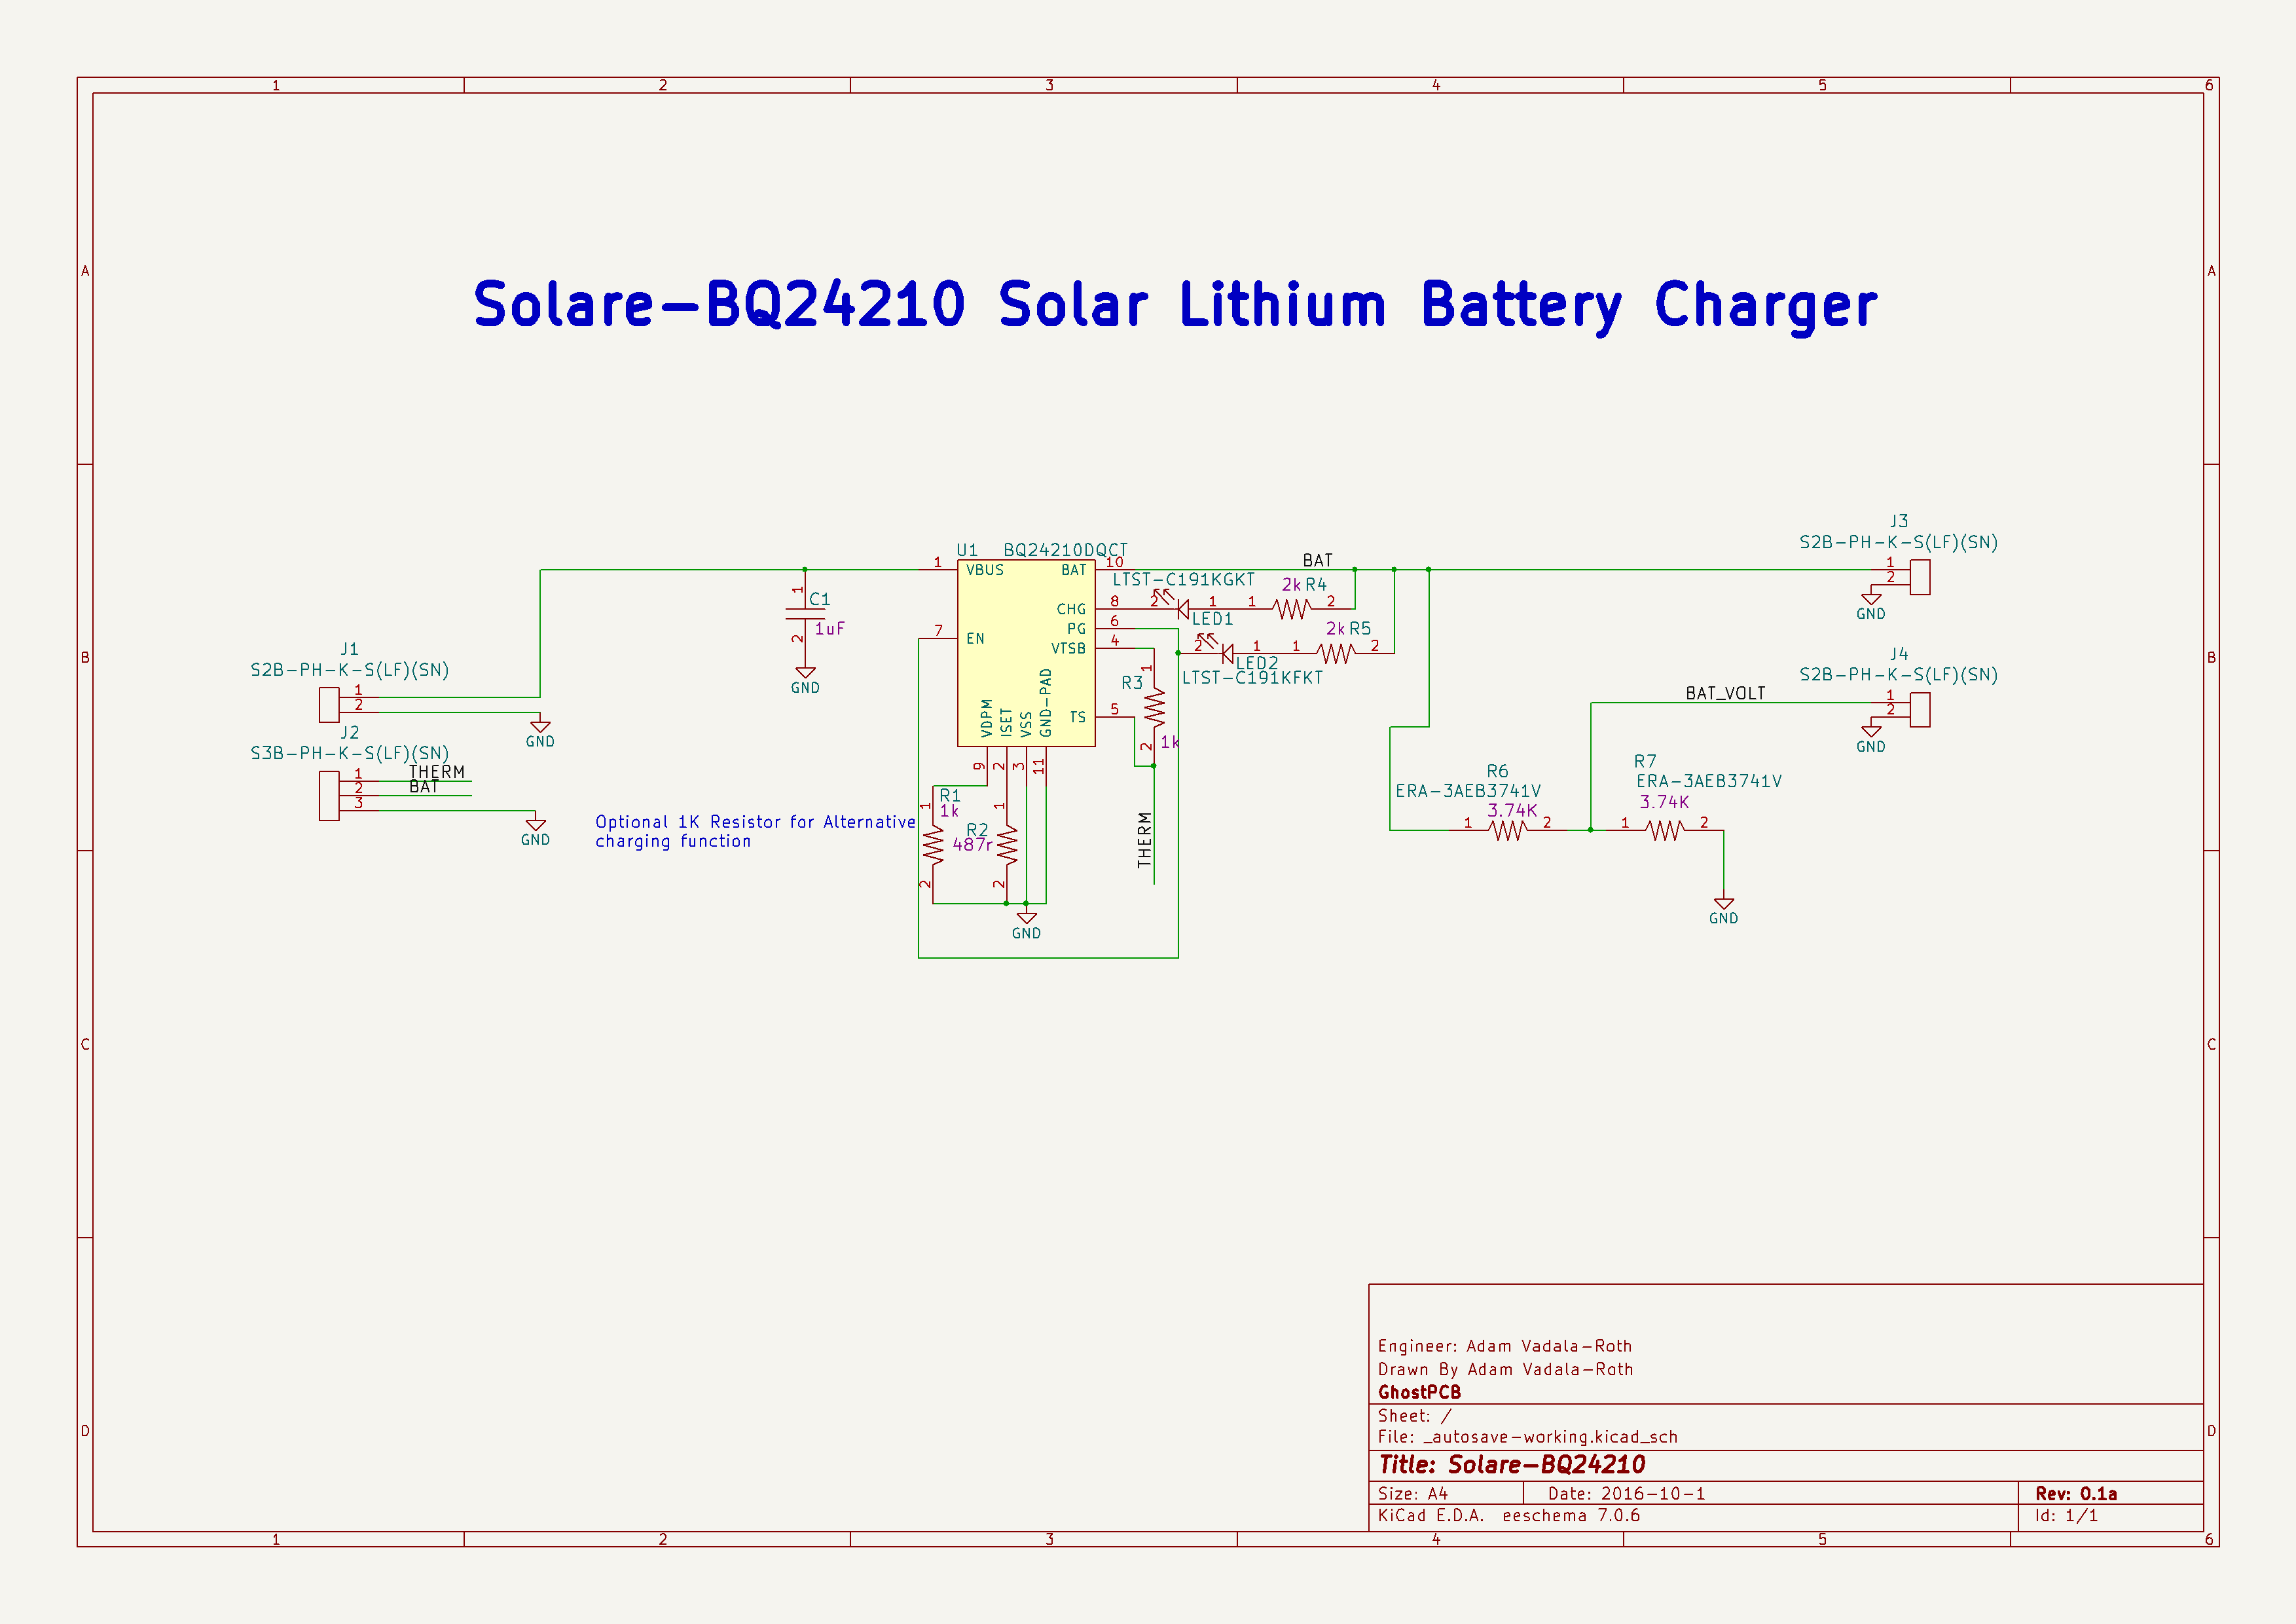 1 2 3 4 5 6
A A
Solare-BQ24210 Solar Lithium Battery Charger
J3
S2B-PH-K-S(LF)(SN)
1
2
GND
U1 BQ24210DQCT
1 VBUS
BAT 10
BAT
LTST-C191KGKT
2k R4
CHG 8
2 1 1 2
LED1
C1
1uF
1
2
GND
7 EN
PG 6
2k R5
VTSB 4
2 1 1 2
LED2
LTST-C191KFKT
R3
1
1k
2
TS 5
VDPM
ISET
VSS
GND-PAD
9 2 3 11
B B
J1
S2B-PH-K-S(LF)(SN)
1
2
GND
J2
S3B-PH-K-S(LF)(SN)
1 THERM
2 BAT
3
GND
J4
S2B-PH-K-S(LF)(SN)
BAT_VOLT
1
2
GND
Optional 1K Resistor for Alternative
charging function
R1
1k
1
2
R2
487r
1
2
GND
THERM
R6
ERA-3AEB3741V
3.74K
1 2
R7
ERA-3AEB3741V
3.74K
1 2
GND
C C
Engineer: Adam Vadala-Roth
Drawn By Adam Vadala-Roth
GhostPCB
Sheet: /
File: _autosave-working.kicad_sch
D D
Title: Solare-BQ24210
Size: A4 Date: 2016-10-1 Rev: 0.1a
KiCad E.D.A. eeschema 7.0.6 Id: 1/1
1 2 3 4 5 6